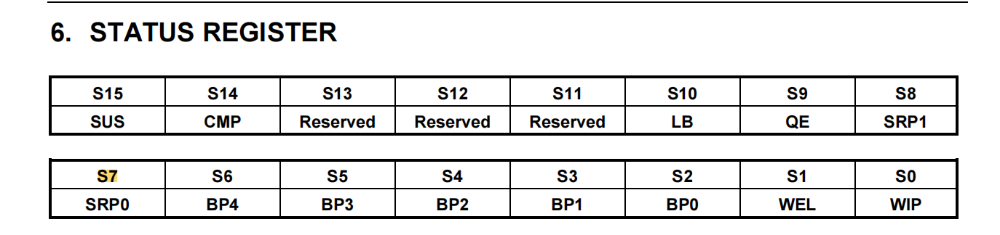 6. STATUS REGISTER
S15 S14 S13 S12 S11 S10 S9 S8
SUS CMP Reserved Reserved Reserved LB QE SRP1
S7 S6 S5 S4 S3 S2 S1 S0
SRP0 BP4 BP3 BP2 BP1 BP0 WEL WIP